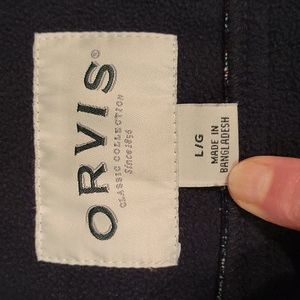 ORVIS®
CLASSIC COLLECTION
Since 1856
L/G
MADE IN
BANGLADESH